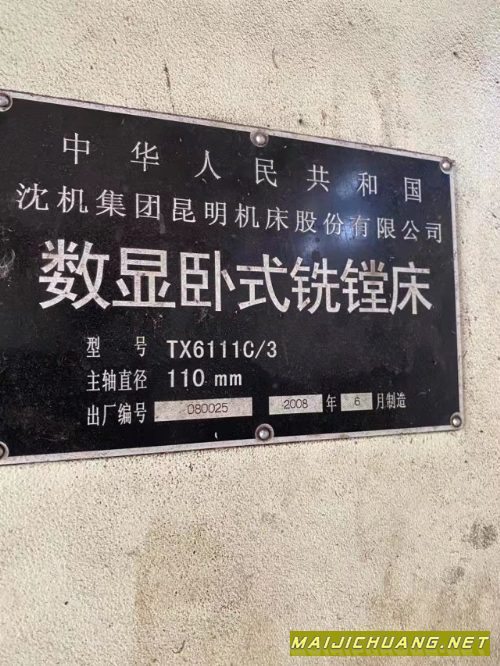 中华人民共和国
沈机集团昆明机床股份有限公司
数显卧式铣镗床
型 号 TX6111C/3
主轴直径 110 mm
出厂编号 080025 2008 年 6 月制造
MAIJICHUANG.NET